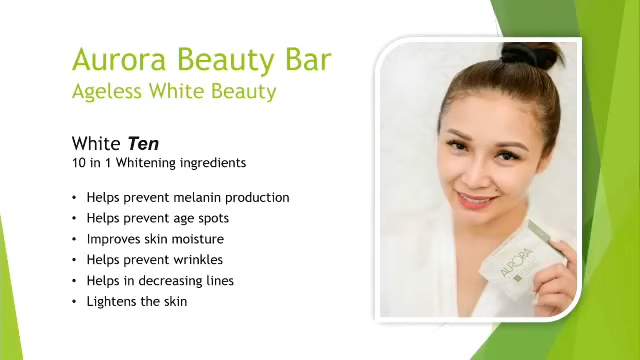 Aurora Beauty Bar
Ageless White Beauty
White Ten
10 in 1 Whitening ingredients
• Helps prevent melanin production
• Helps prevent age spots
• Improves skin moisture
• Helps prevent wrinkles
• Helps in decreasing lines
• Lightens the skin
AURORA